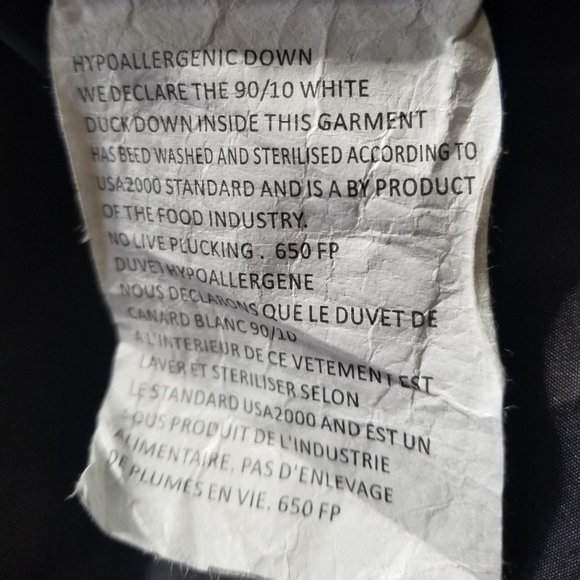 HYPOALLERGENIC DOWN
WE DECLARE THE 90/10 WHITE
DUCK DOWN INSIDE THIS GARMENT
HAS BEED WASHED AND STERILISED ACCORDING TO
USA2000 STANDARD AND IS A BY PRODUCT
OF THE FOOD INDUSTRY.
NO LIVE PLUCKING . 650 FP
DUVET HYPOALLERGENE
NOUS DECLARONS QUE LE DUVET DE
CANARD BLANC 90/10
A L'INTERIEUR DE CE VETEMENT EST
LAVER ET STERILISER SELON
LE STANDARD USA2000 AND EST UN
SOUS PRODUIT DE L'INDUSTRIE
ALIMENTAIRE. PAS D'ENLEVAGE
DE PLUMES EN VIE. 650 FP